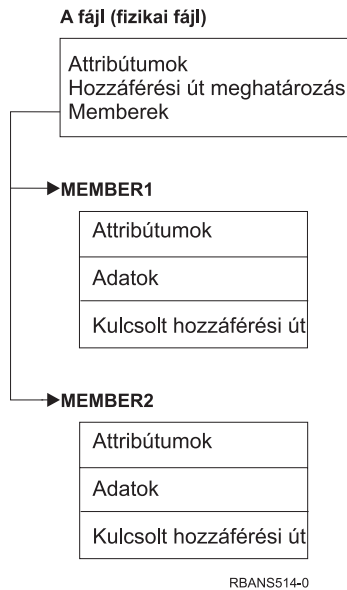 A fájl (fizikai fájl)
Attribútumok
Hozzáférési út meghatározás
Memberek
MEMBER1
Attribútumok
Adatok
Kulcsolt hozzáférési út
MEMBER2
Attribútumok
Adatok
Kulcsolt hozzáférési út
RBANS514-0